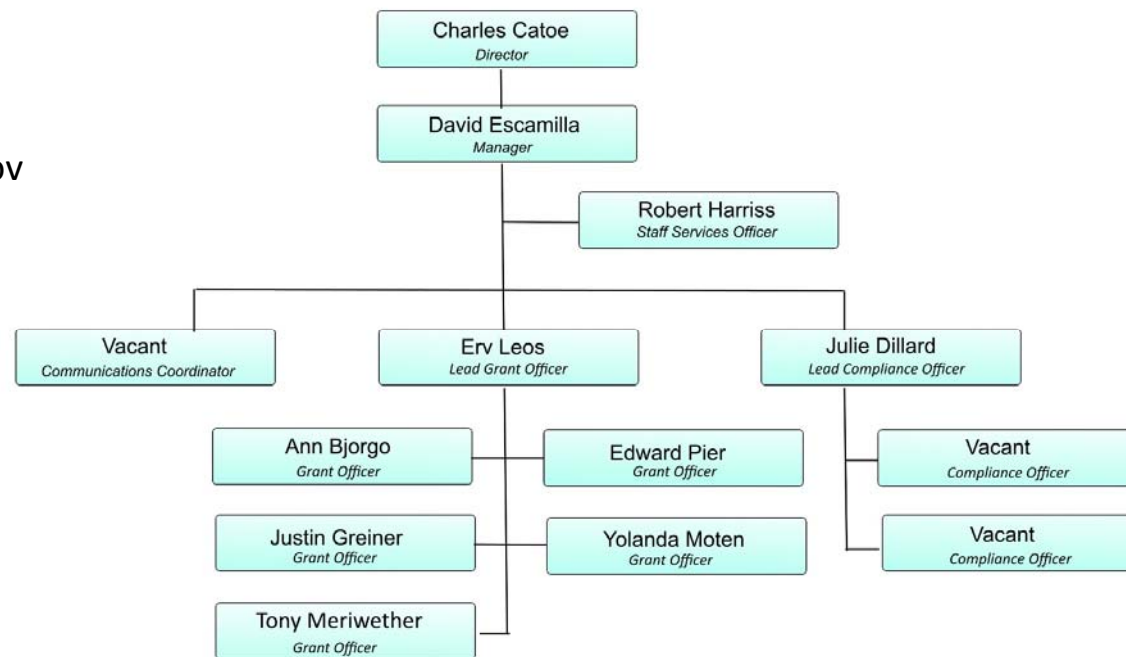 Charles Catoe
Director
David Escamilla
Manager
ov
Robert Harriss
Staff Services Officer
Vacant
Communications Coordinator
Erv Leos
Lead Grant Officer
Julie Dillard
Lead Compliance Officer
Ann Bjorgo
Grant Officer
Edward Pier
Grant Officer
Vacant
Compliance Officer
Justin Greiner
Grant Officer
Yolanda Moten
Grant Officer
Vacant
Compliance Officer
Tony Meriwether
Grant Officer